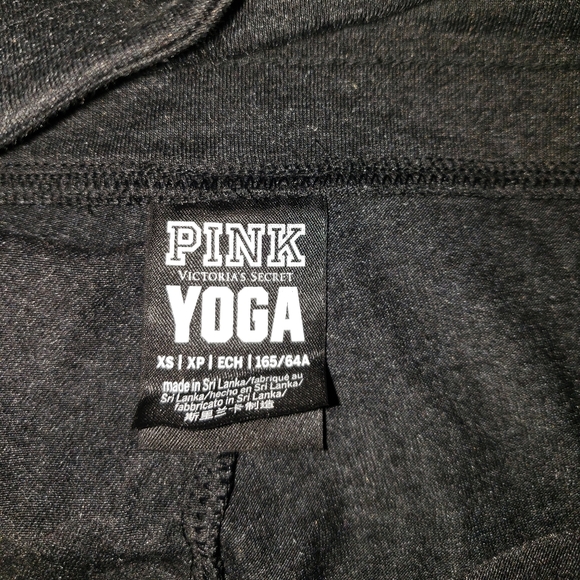 PINK
VICTORIA'S SECRET
YOGA
XS | XP | ECH | 165/64A
made in Sri Lanka/fabriqué au
Sri Lanka/hecho en Sri Lanka/
fabbricato in Sri Lanka/
斯里兰卡制造